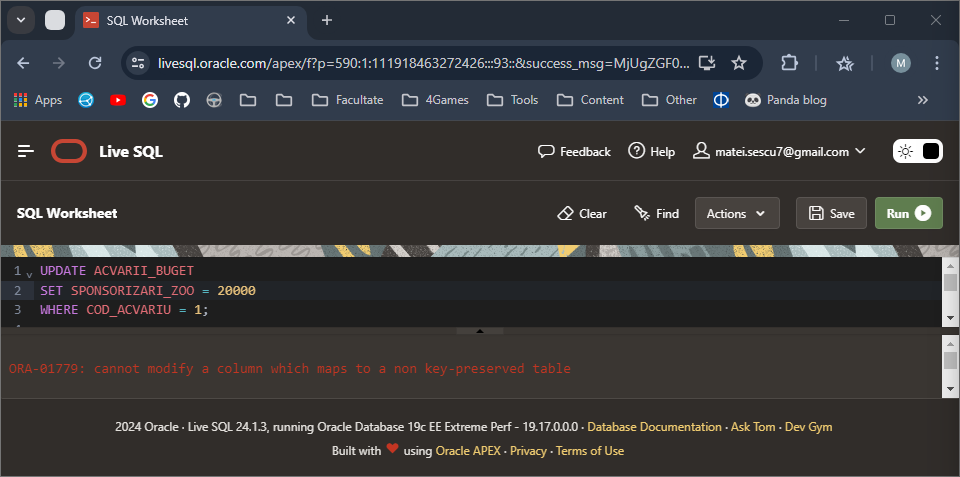 SQL Worksheet
livesql.oracle.com/apex/f?p=590:1:111918463272426:::93::&success_msg=MjUgZGF0...
M
Apps
Facultate
4Games
Tools
Content
Other
Panda blog
Live SQL
Feedback
Help
matei.sescu7@gmail.com
SQL Worksheet
Clear
Find
Actions
Save
Run
1 UPDATE ACVARII_BUGET
2 SET SPONSORIZARI_ZOO = 20000
3 WHERE COD_ACVARIU = 1;
ORA-01779: cannot modify a column which maps to a non key-preserved table
2024 Oracle · Live SQL 24.1.3, running Oracle Database 19c EE Extreme Perf - 19.17.0.0.0 · Database Documentation · Ask Tom · Dev Gym
Built with ❤ using Oracle APEX · Privacy · Terms of Use